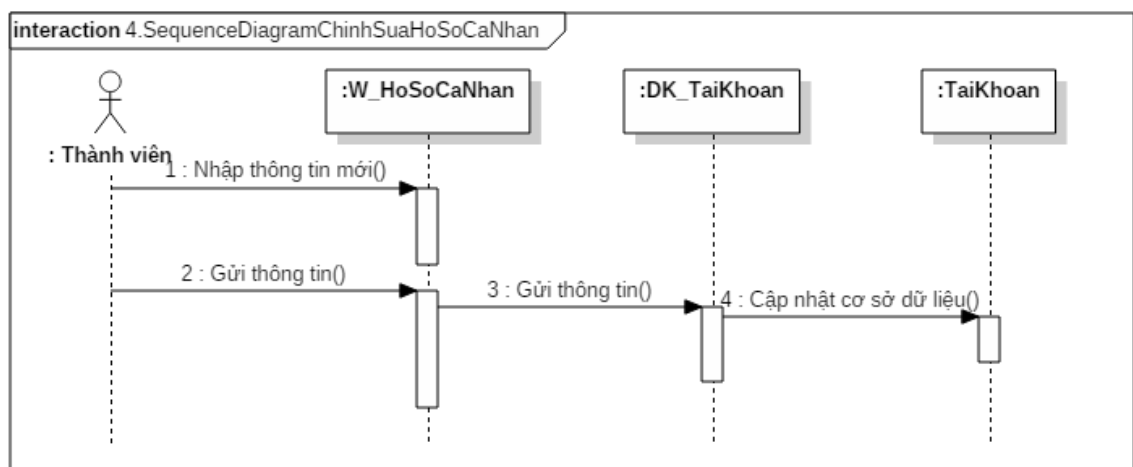 interaction 4.SequenceDiagramChinhSuaHoSoCaNhan
:W_HoSoCaNhan
:DK_TaiKhoan
:TaiKhoan
: Thành viên
1 : Nhập thông tin mới()
2 : Gửi thông tin()
3 : Gửi thông tin()
4 : Cập nhật cơ sở dữ liệu()